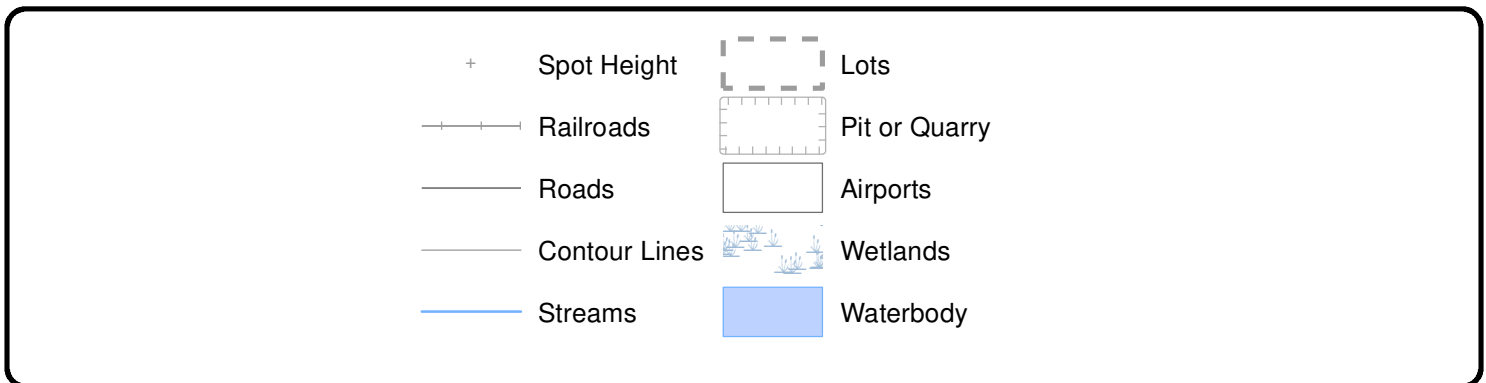 Spot Height
Railroads
Roads
Contour Lines
Streams
Lots
Pit or Quarry
Airports
Wetlands
Waterbody